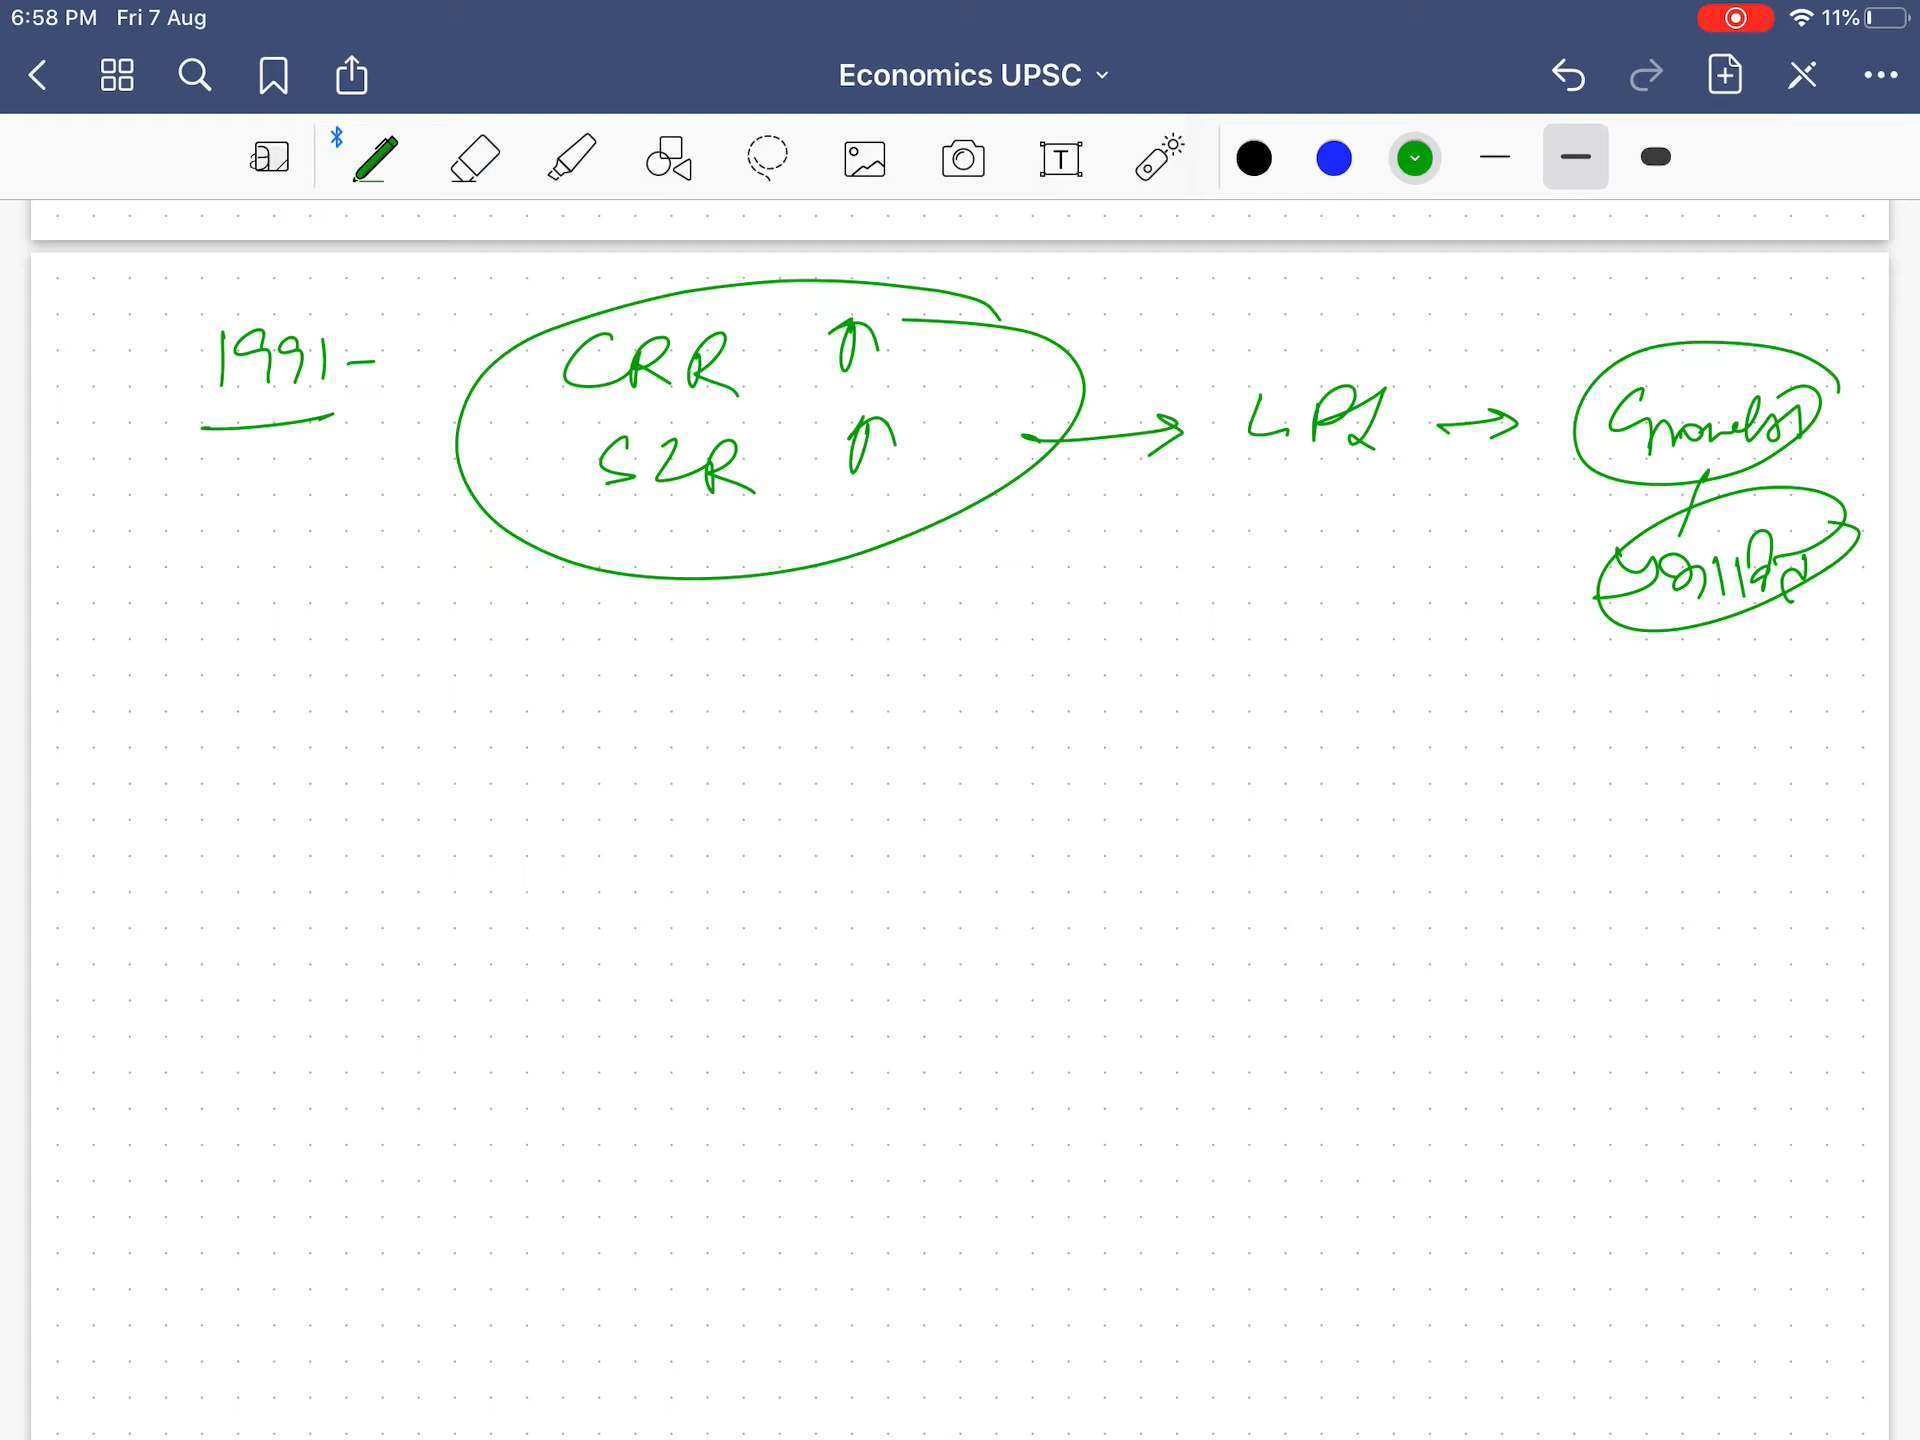 6:58 PM Fri 7 Aug
11%
Economics UPSC
1991 -
CRR ↑
SLR ↑
→ LPG → Growth